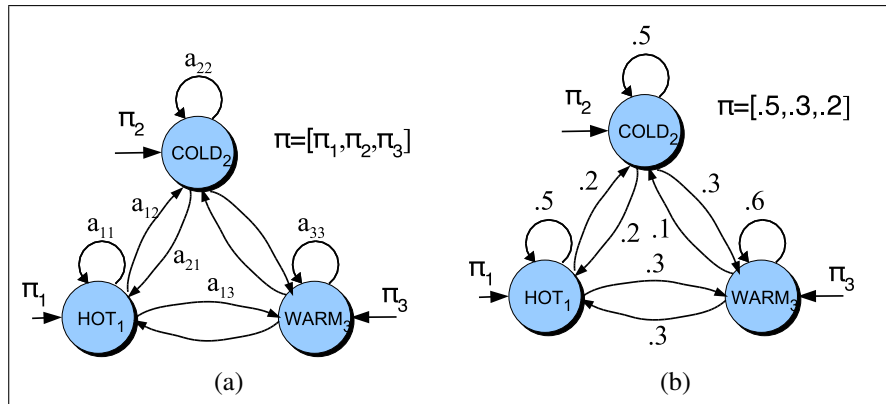 a₂₂
π₂
COLD₂
π=[π₁,π₂,π₃]
a₁₂
a₁₁
a₂₁
a₃₃
a₁₃
π₁
HOT₁
WARM₃
π₃
(a)
.5
π₂
COLD₂
π=[.5,.3,.2]
.2
.3
.5
.2
.1
.6
.3
π₁
HOT₁
WARM₃
π₃
.3
(b)